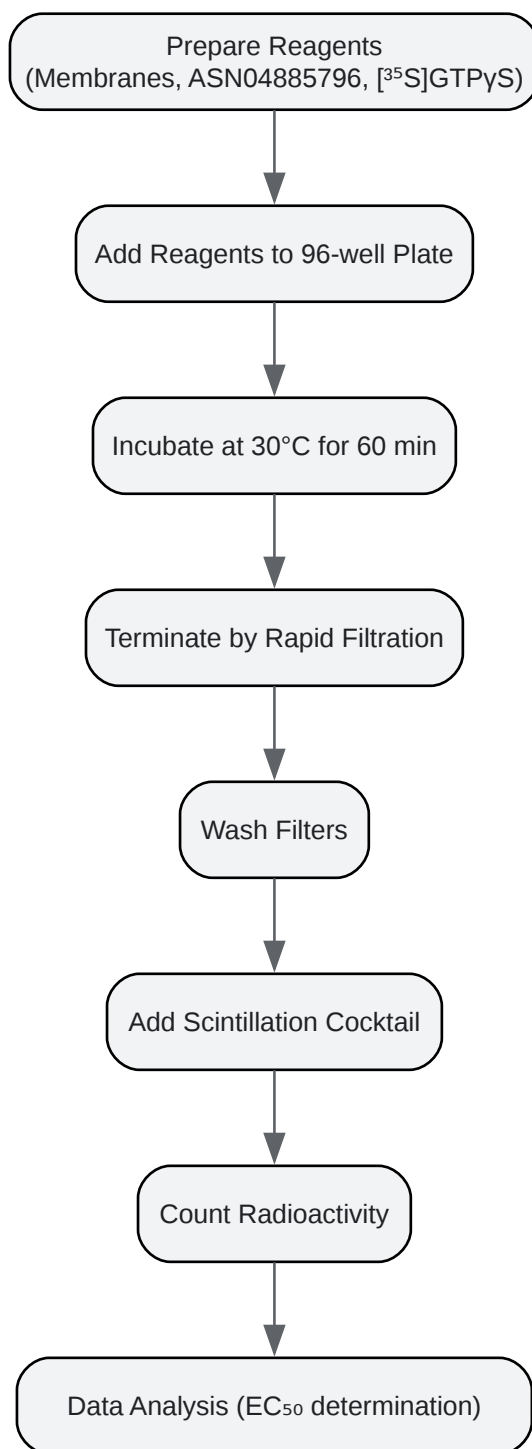 Prepare Reagents
(Membranes, ASN04885796, [³⁵S]GTPγS)
Add Reagents to 96-well Plate
Incubate at 30°C for 60 min
Terminate by Rapid Filtration
Wash Filters
Add Scintillation Cocktail
Count Radioactivity
Data Analysis (EC₅₀ determination)